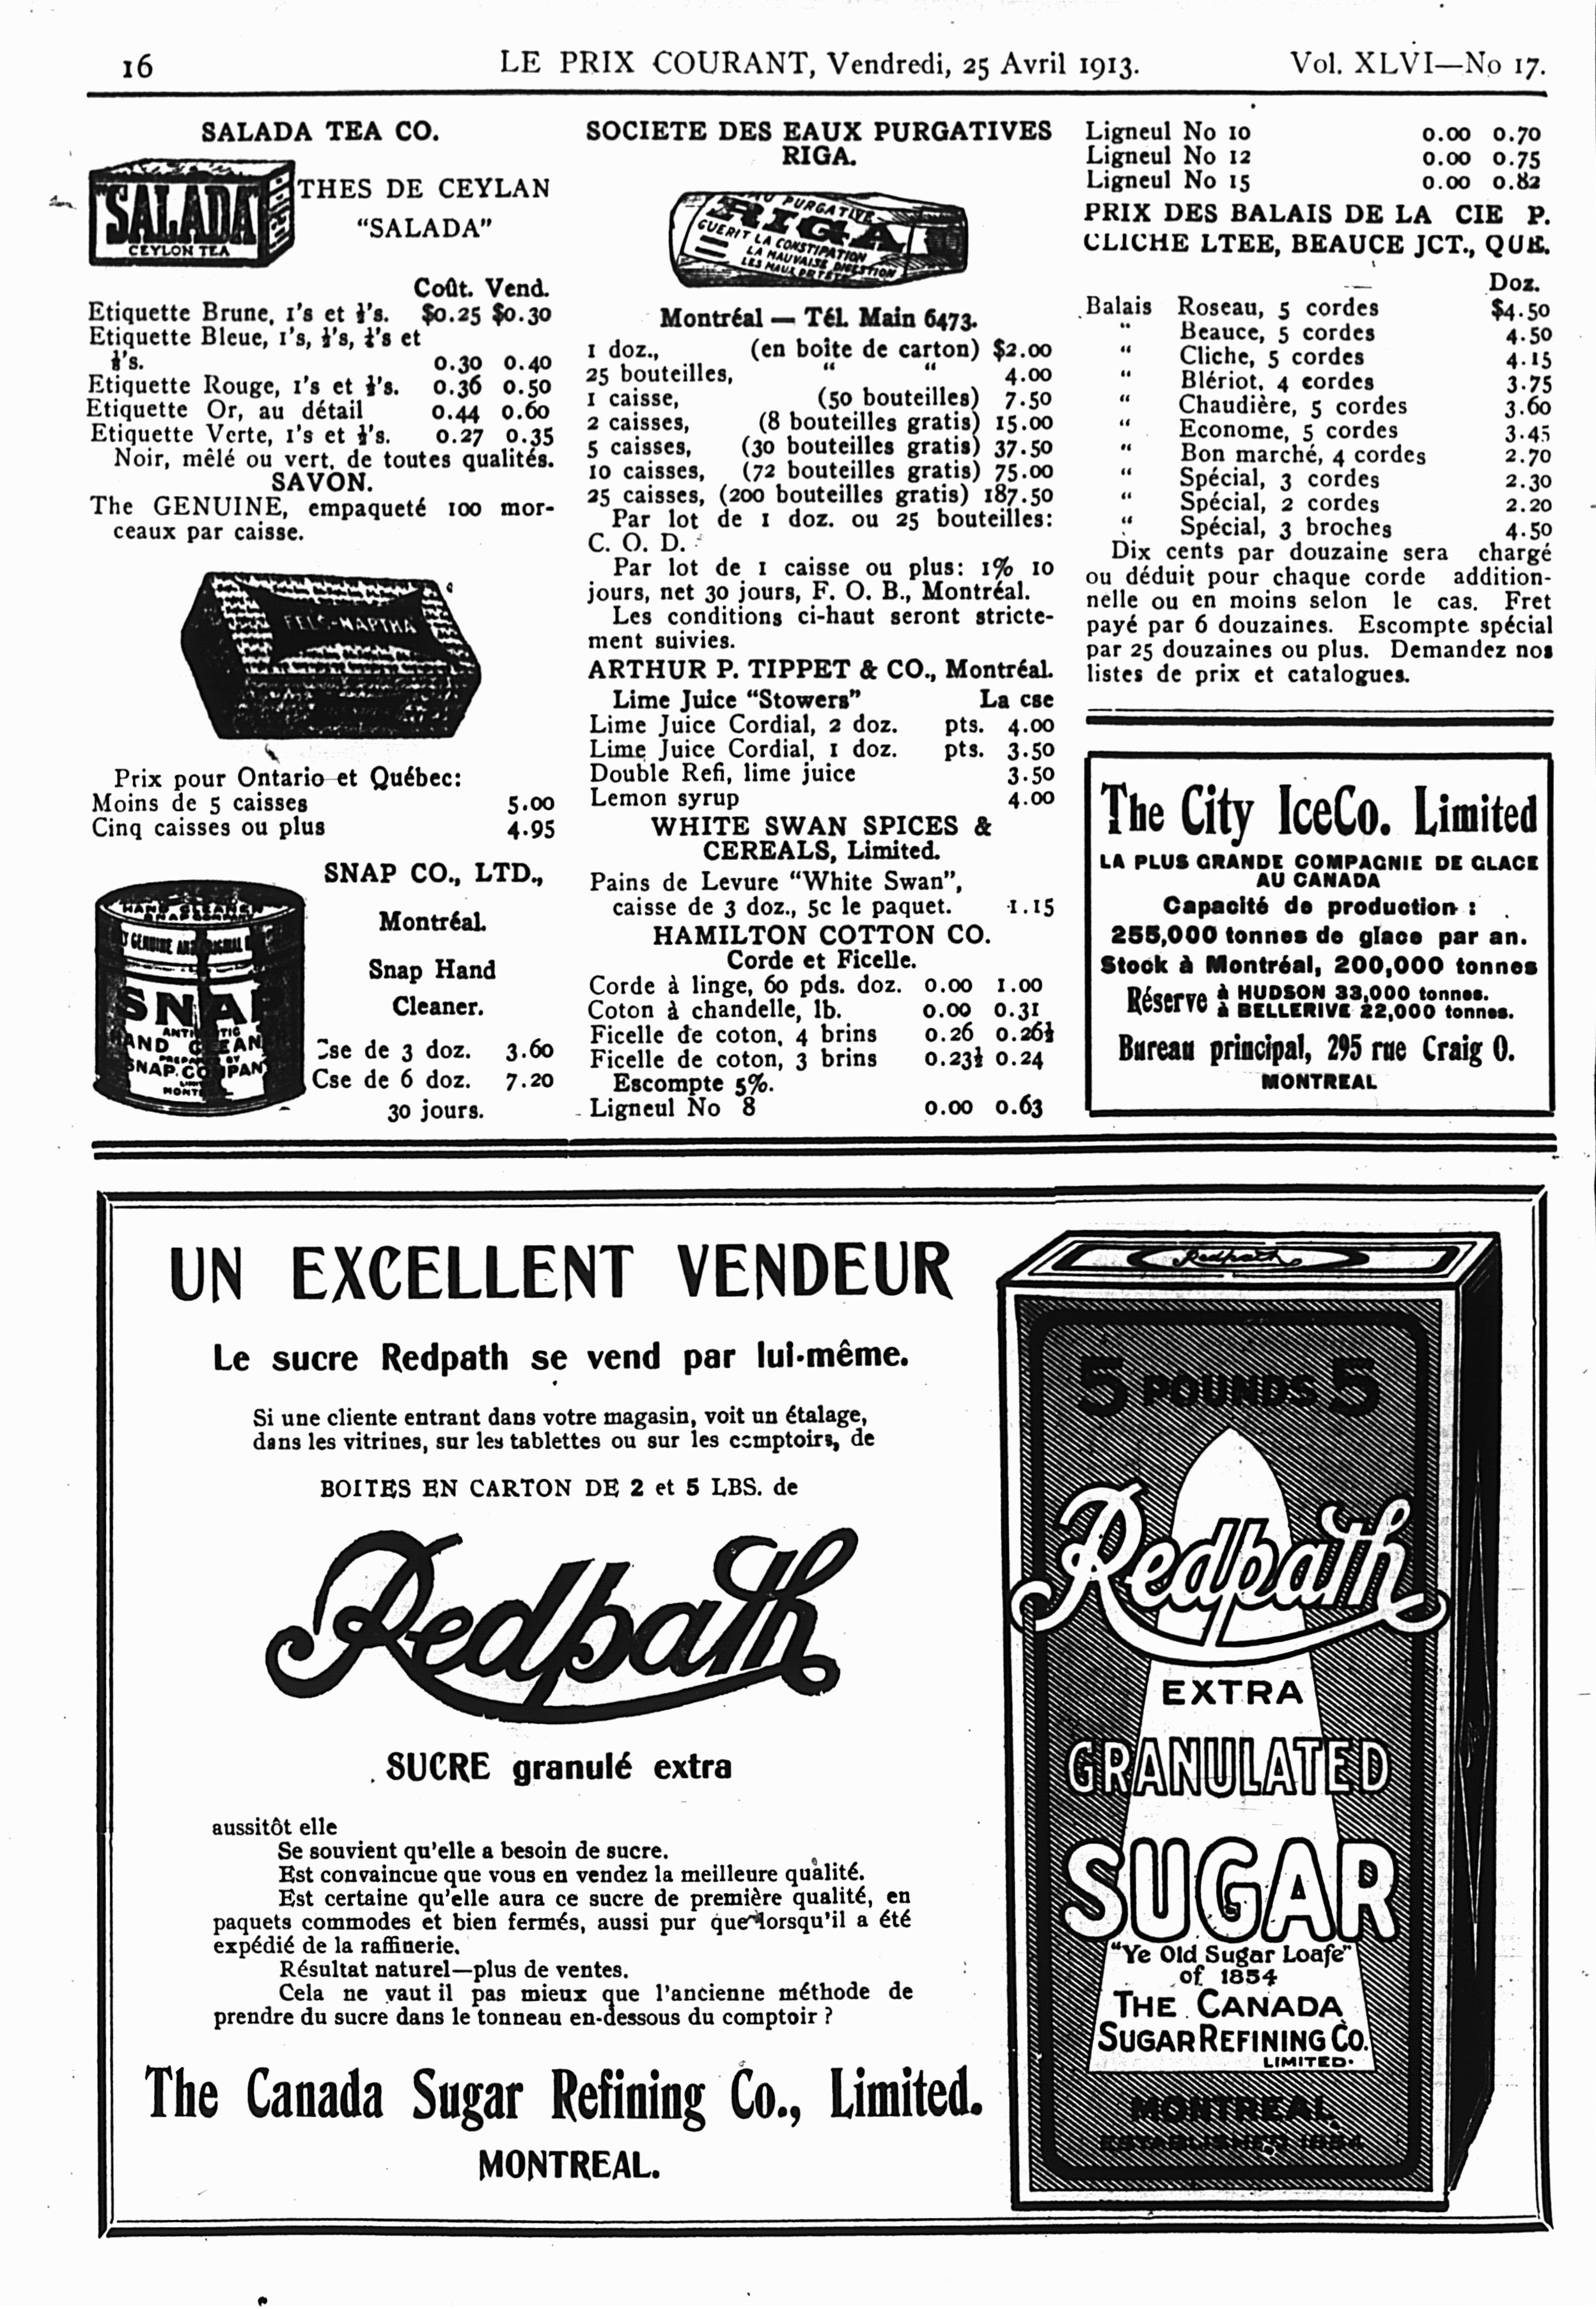 16
LE PRIX COURANT, Vendredi, 25 Avril 1913.
Vol. XLVI—No 17.
SALADA TEA CO.
SALADA
CEYLON TEA
THES DE CEYLAN
“SALADA”
Coût. Vend.
Etiquette Brune, 1's et ½'s. $0.25 $0.30
Etiquette Bleue, 1's, ½'s, ¼'s et
⅛'s. 0.30 0.40
Etiquette Rouge, 1's et ½'s. 0.36 0.50
Etiquette Or, au détail 0.44 0.60
Etiquette Verte, 1's et ½'s. 0.27 0.35
Noir, mêlé ou vert, de toutes qualités.
SAVON.
The GENUINE, empaqueté 100 mor-
ceaux par caisse.
FELS-NAPTHA
Prix pour Ontario et Québec:
Moins de 5 caisses 5.00
Cinq caisses ou plus 4.95
SNAP CO., LTD.,
Montréal.
Snap Hand
Cleaner.
Cse de 3 doz. 3.60
Cse de 6 doz. 7.20
30 jours.
HAND CLEANER
SNAP
SNAP COMPANY
SOCIETE DES EAUX PURGATIVES
RIGA.
PURGATIVE
RIGA
GUERIT LA CONSTIPATION
LA MAUVAISE DIGESTION
LES MAUX DE TETE
Montréal — Tél. Main 6473.
1 doz., (en boîte de carton) $2.00
25 bouteilles, “ “ 4.00
1 caisse, (50 bouteilles) 7.50
2 caisses, (8 bouteilles gratis) 15.00
5 caisses, (30 bouteilles gratis) 37.50
10 caisses, (72 bouteilles gratis) 75.00
25 caisses, (200 bouteilles gratis) 187.50
Par lot de 1 doz. ou 25 bouteilles:
C. O. D.
Par lot de 1 caisse ou plus: 1% 10
jours, net 30 jours, F. O. B., Montréal.
Les conditions ci-haut seront stricte-
ment suivies.
ARTHUR P. TIPPET & CO., Montréal.
Lime Juice “Stowers” La cse
Lime Juice Cordial, 2 doz. pts. 4.00
Lime Juice Cordial, 1 doz. pts. 3.50
Double Refi, lime juice 3.50
Lemon syrup 4.00
WHITE SWAN SPICES &
CEREALS, Limited.
Pains de Levure “White Swan”,
caisse de 3 doz., 5c le paquet. 1.15
HAMILTON COTTON CO.
Corde et Ficelle.
Corde à linge, 60 pds. doz. 0.00 1.00
Coton à chandelle, lb. 0.00 0.31
Ficelle de coton, 4 brins 0.26 0.26½
Ficelle de coton, 3 brins 0.23½ 0.24
Escompte 5%.
Ligneul No 8 0.00 0.63
Ligneul No 10 0.00 0.70
Ligneul No 12 0.00 0.75
Ligneul No 15 0.00 0.82
PRIX DES BALAIS DE LA CIE P.
CLICHE LTEE, BEAUCE JCT., QUE.
Doz.
Balais Roseau, 5 cordes $4.50
“ Beauce, 5 cordes 4.50
“ Cliche, 5 cordes 4.15
“ Blériot, 4 cordes 3.75
“ Chaudière, 5 cordes 3.60
“ Econome, 5 cordes 3.45
“ Bon marché, 4 cordes 2.70
“ Spécial, 3 cordes 2.30
“ Spécial, 2 cordes 2.20
“ Spécial, 3 broches 4.50
Dix cents par douzaine sera chargé
ou déduit pour chaque corde addition-
nelle ou en moins selon le cas. Fret
payé par 6 douzaines. Escompte spécial
par 25 douzaines ou plus. Demandez nos
listes de prix et catalogues.
The City IceCo. Limited
LA PLUS GRANDE COMPAGNIE DE GLACE
AU CANADA
Capacité de production :
255,000 tonnes de glace par an.
Stock à Montréal, 200,000 tonnes
Réserve à HUDSON 33,000 tonnes.
à BELLERIVE 22,000 tonnes.
Bureau principal, 295 rue Craig O.
MONTREAL
UN EXCELLENT VENDEUR
Le sucre Redpath se vend par lui-même.
Si une cliente entrant dans votre magasin, voit un étalage,
dans les vitrines, sur les tablettes ou sur les comptoirs, de
BOITES EN CARTON DE 2 et 5 LBS. de
Redpath
SUCRE granulé extra
aussitôt elle
Se souvient qu'elle a besoin de sucre.
Est convaincue que vous en vendez la meilleure qualité.
Est certaine qu'elle aura ce sucre de première qualité, en
paquets commodes et bien fermés, aussi pur que lorsqu'il a été
expédié de la raffinerie.
Résultat naturel—plus de ventes.
Cela ne vaut il pas mieux que l'ancienne méthode de
prendre du sucre dans le tonneau en-dessous du comptoir ?
The Canada Sugar Refining Co., Limited.
MONTREAL.
Redpath
5 POUNDS 5
Redpath
EXTRA
GRANULATED
SUGAR
“Ye Old Sugar Loafe”
of 1854
THE CANADA
SUGAR REFINING CO.
LIMITED.
MONTREAL
ESTABLISHED 1854